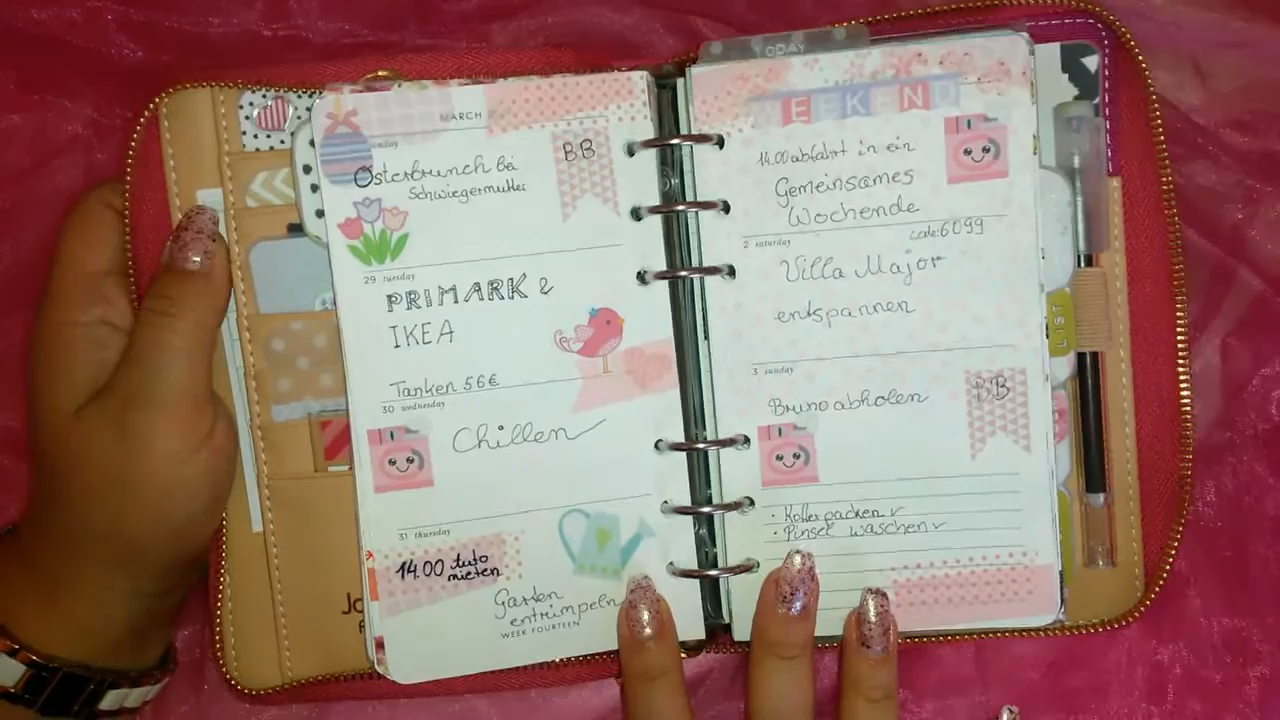 MARCH
Osterbrunch bei
Schwiegermutter
BB
29 tuesday
PRIMARK &
IKEA
Tanken 56€
30 wednesday
Chillen
31 thursday
14.00 Auto
mieten
Garten
entrümpeln
WEEK FOURTEEN
TODAY
WEEKEND
14.00 abfahrt in ein
Gemeinsames
Wochende
2 saturday
code:6099
Villa Major
entspannen
3 sunday
Bruno abholen
BB
· Koffer packen ✓
· Pinsel waschen ✓
LIST